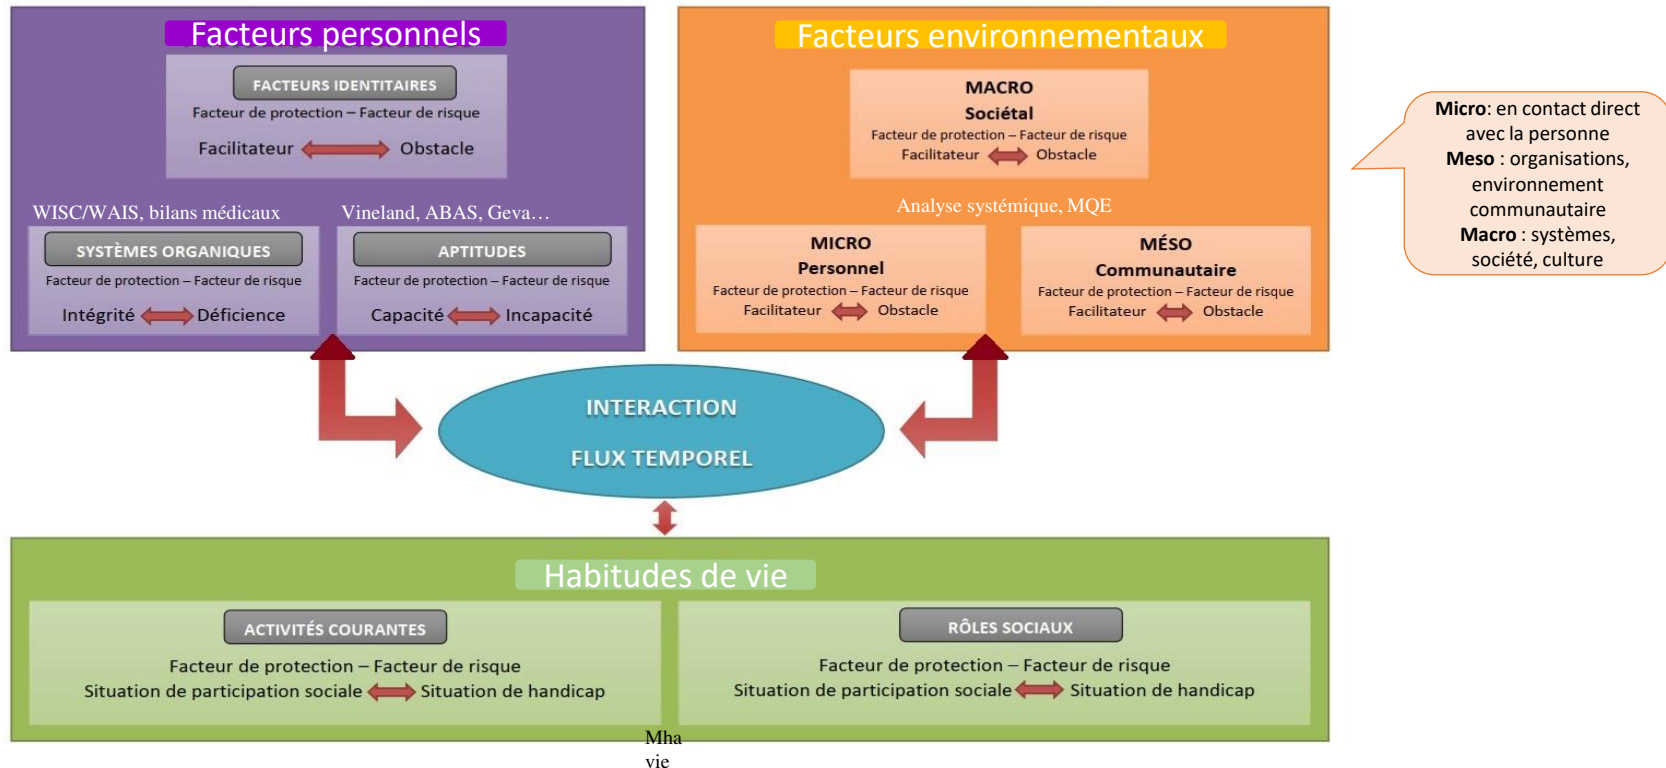 Facteurs personnels
FACTEURS IDENTITAIRES
Facteur de protection – Facteur de risque
Facilitateur Obstacle
WISC/WAIS, bilans médicaux
Vineland, ABAS, Geva…
SYSTÈMES ORGANIQUES
Facteur de protection – Facteur de risque
Intégrité Déficience
APTITUDES
Facteur de protection – Facteur de risque
Capacité Incapacité
Facteurs environnementaux
MACRO
Sociétal
Facteur de protection – Facteur de risque
Facilitateur Obstacle
Analyse systémique, MQE
MICRO
Personnel
Facteur de protection – Facteur de risque
Facilitateur Obstacle
MÉSO
Communautaire
Facteur de protection – Facteur de risque
Facilitateur Obstacle
Micro: en contact direct
avec la personne
Meso : organisations,
environnement
communautaire
Macro : systèmes,
société, culture
INTERACTION
FLUX TEMPOREL
Habitudes de vie
ACTIVITÉS COURANTES
Facteur de protection – Facteur de risque
Situation de participation sociale Situation de handicap
RÔLES SOCIAUX
Facteur de protection – Facteur de risque
Situation de participation sociale Situation de handicap
Mha
vie